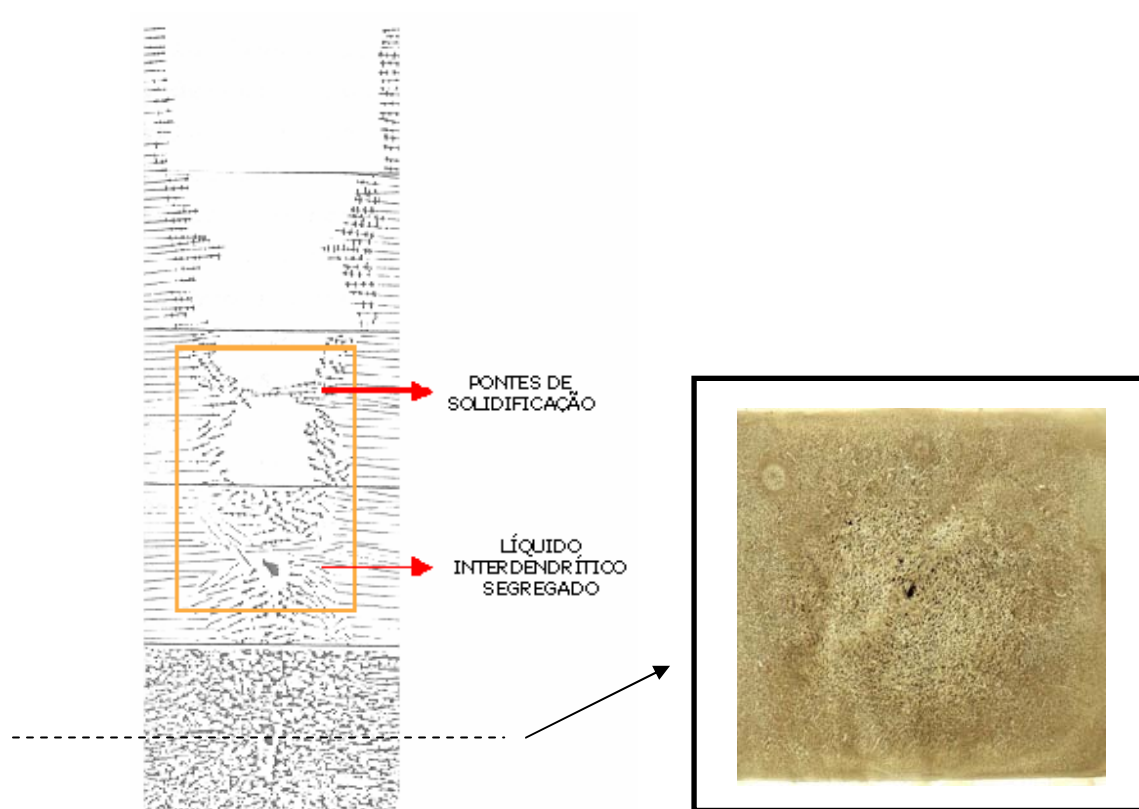 PONTES DE
SOLIDIFICAÇÃO
LÍQUIDO
INTERDENDRÍTICO
SEGREGADO